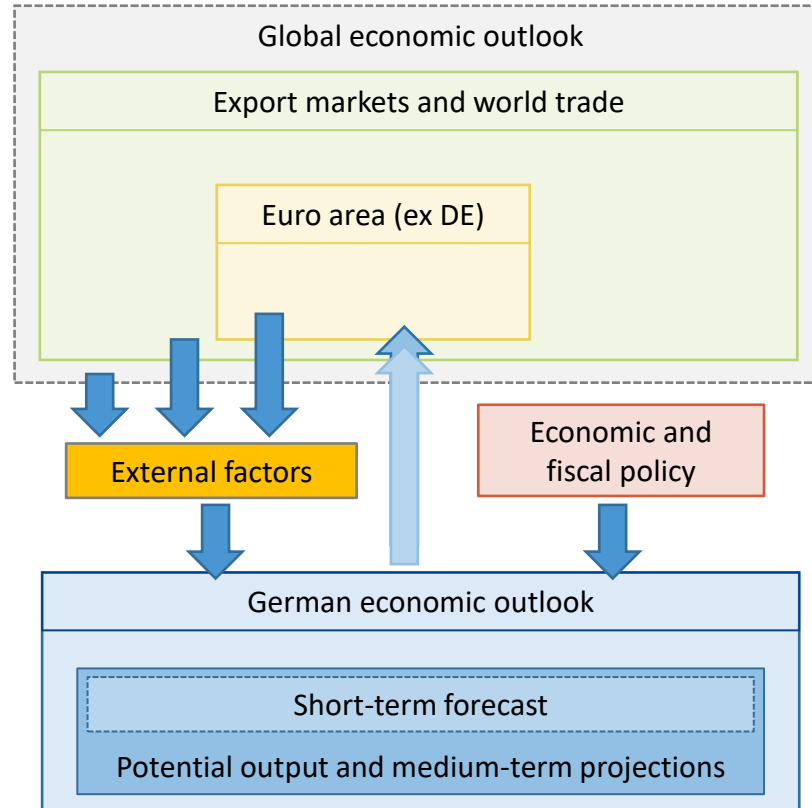 Global economic outlook
Export markets and world trade
Euro area (ex DE)
External factors
Economic and
fiscal policy
German economic outlook
Short-term forecast
Potential output and medium-term projections